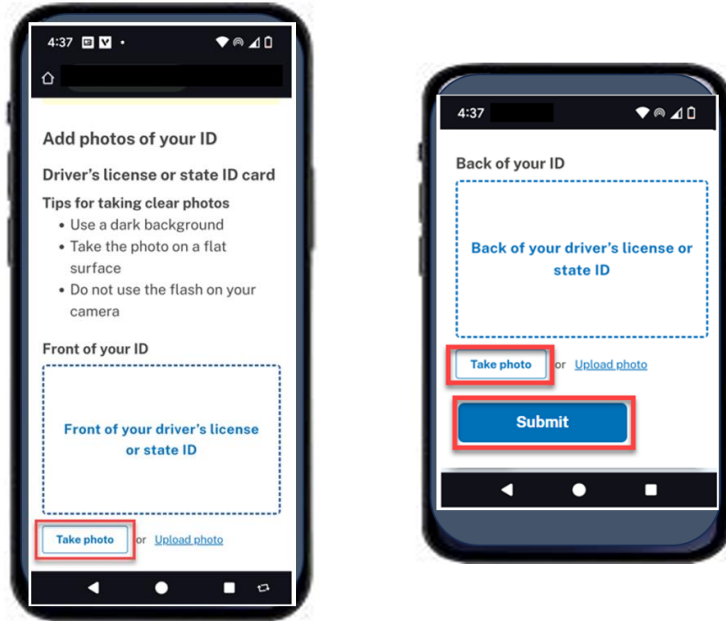 4:37
Add photos of your ID
Driver's license or state ID card
Tips for taking clear photos
• Use a dark background
• Take the photo on a flat
surface
• Do not use the flash on your
camera
Front of your ID
Front of your driver's license
or state ID
Take photo or Upload photo
4:37
Back of your ID
Back of your driver's license or
state ID
Take photo or Upload photo
Submit